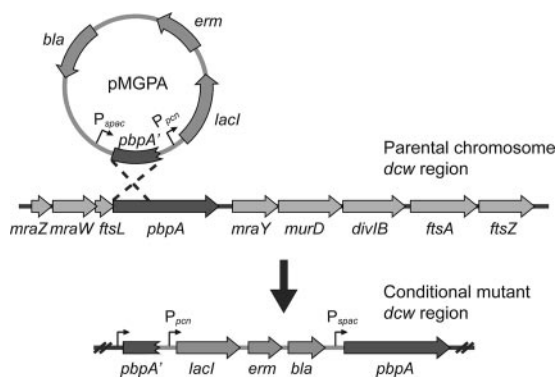 bla
erm
pMGPA
lacI
Pspac
Ppcn
pbpA'
Parental chromosome
dcw region
mraZ mraW ftsL pbpA mraY murD divIB ftsA ftsZ
Conditional mutant
dcw region
Ppcn Pspac
pbpA' lacI erm bla pbpA